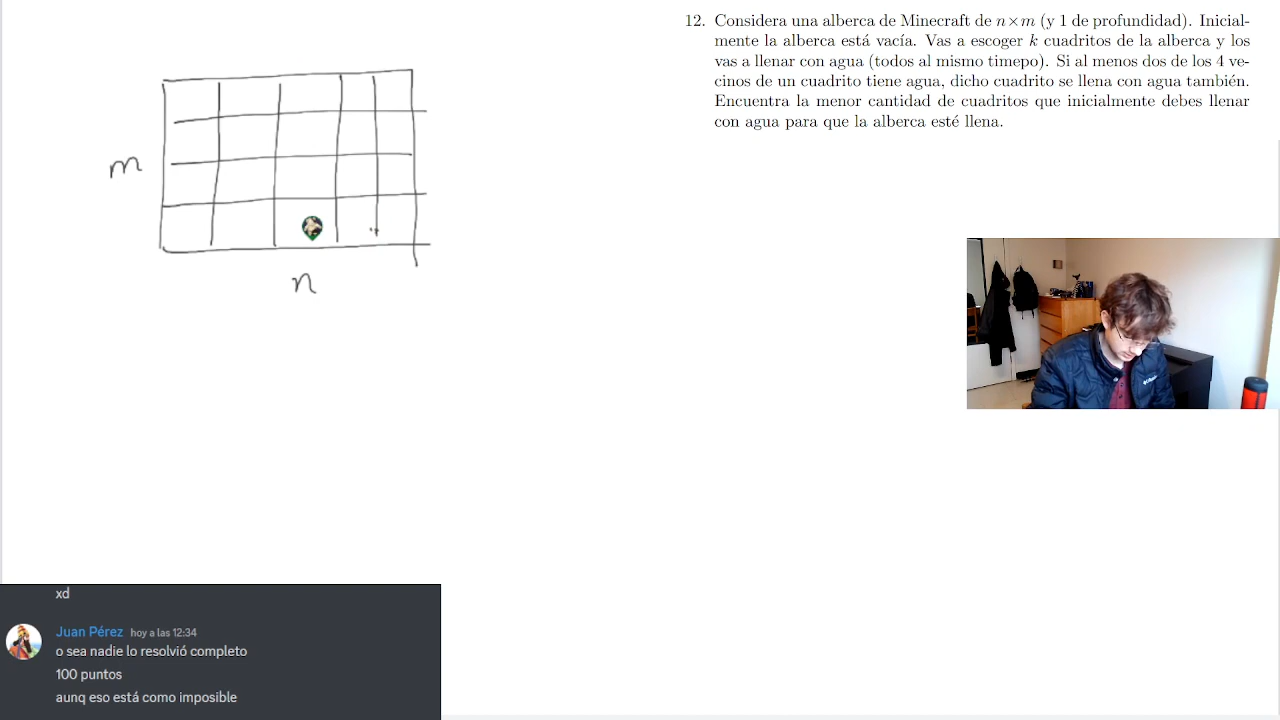 12. Considera una alberca de Minecraft de n×m (y 1 de profundidad). Inicial-
mente la alberca está vacía. Vas a escoger k cuadritos de la alberca y los
vas a llenar con agua (todos al mismo timepo). Si al menos dos de los 4 ve-
cinos de un cuadrito tiene agua, dicho cuadrito se llena con agua también.
Encuentra la menor cantidad de cuadritos que inicialmente debes llenar
con agua para que la alberca esté llena.
m
n
xd
Juan Pérez hoy a las 12:34
o sea nadie lo resolvió completo
100 puntos
aunq eso está como imposible